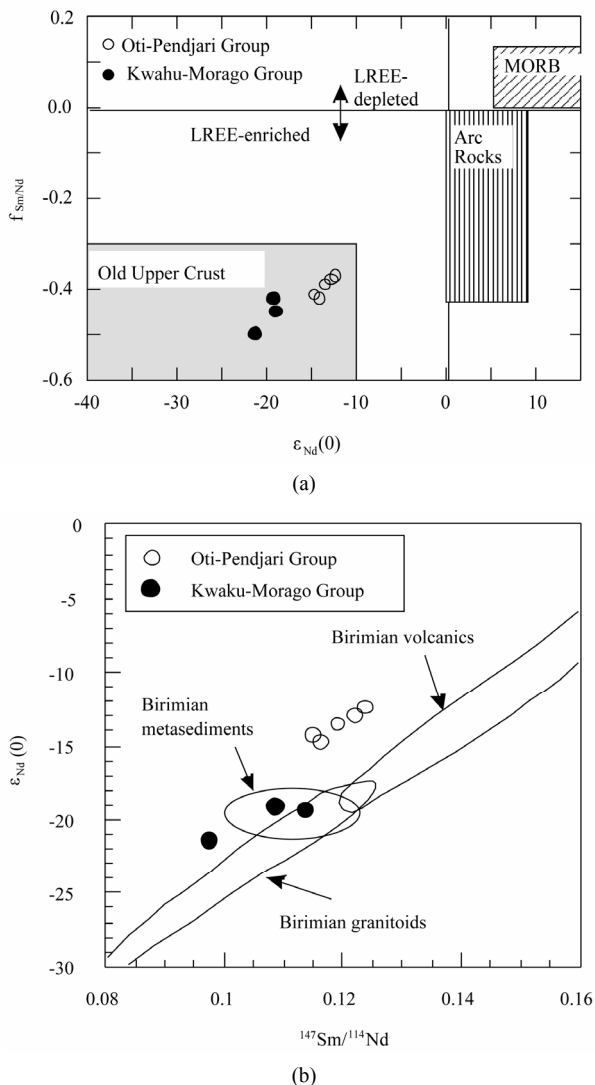 0.2
Oti-Pendjari Group
Kwahu-Morago Group
LREE-
depleted
MORB
0.0
LREE-enriched
Arc
Rocks
-0.2
f Sm/Nd
Old Upper Crust
-0.4
-0.6
-40 -30 -20 -10 0 10
εNd(0)
(a)
0
Oti-Pendjari Group
Kwaku-Morago Group
-5
Birimian volcanics
-10
Birimian
metasediments
-15
εNd (0)
-20
-25
Birimian granitoids
-30
0.08 0.1 0.12 0.14 0.16
147Sm/114Nd
(b)